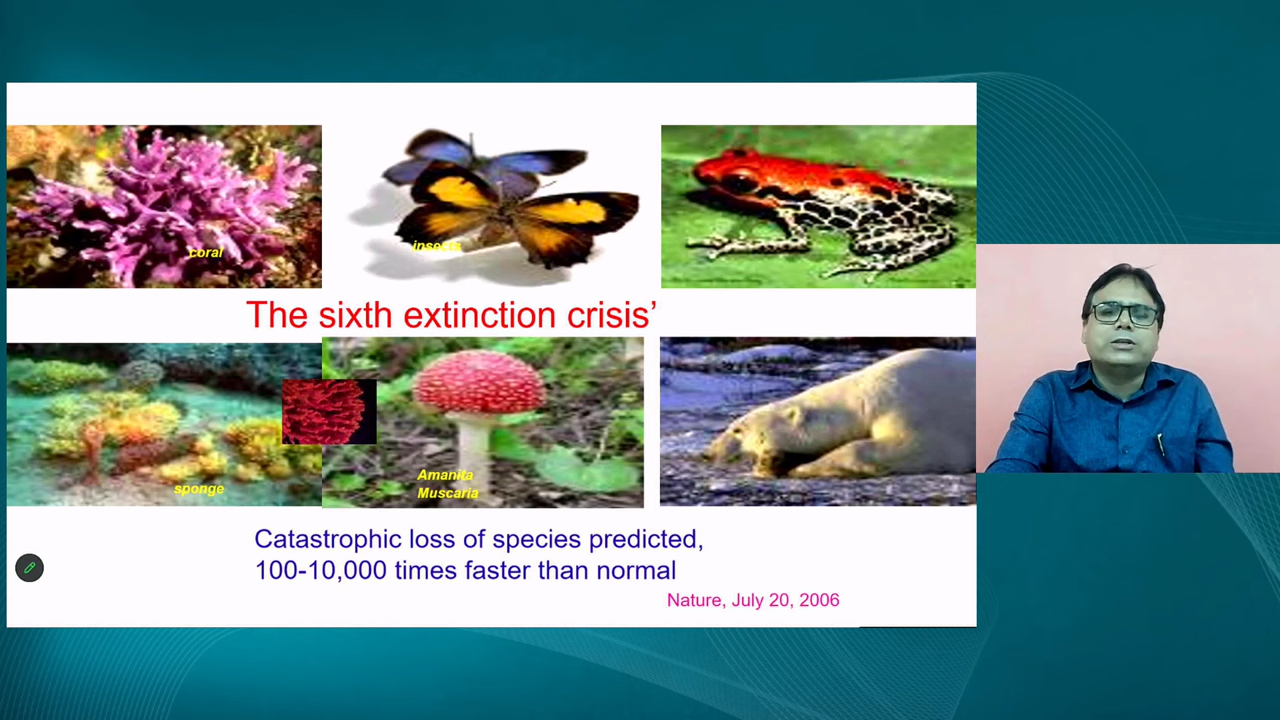 coral
insects
The sixth extinction crisis’
sponge
Amanita
Muscaria
Catastrophic loss of species predicted,
100-10,000 times faster than normal
Nature, July 20, 2006